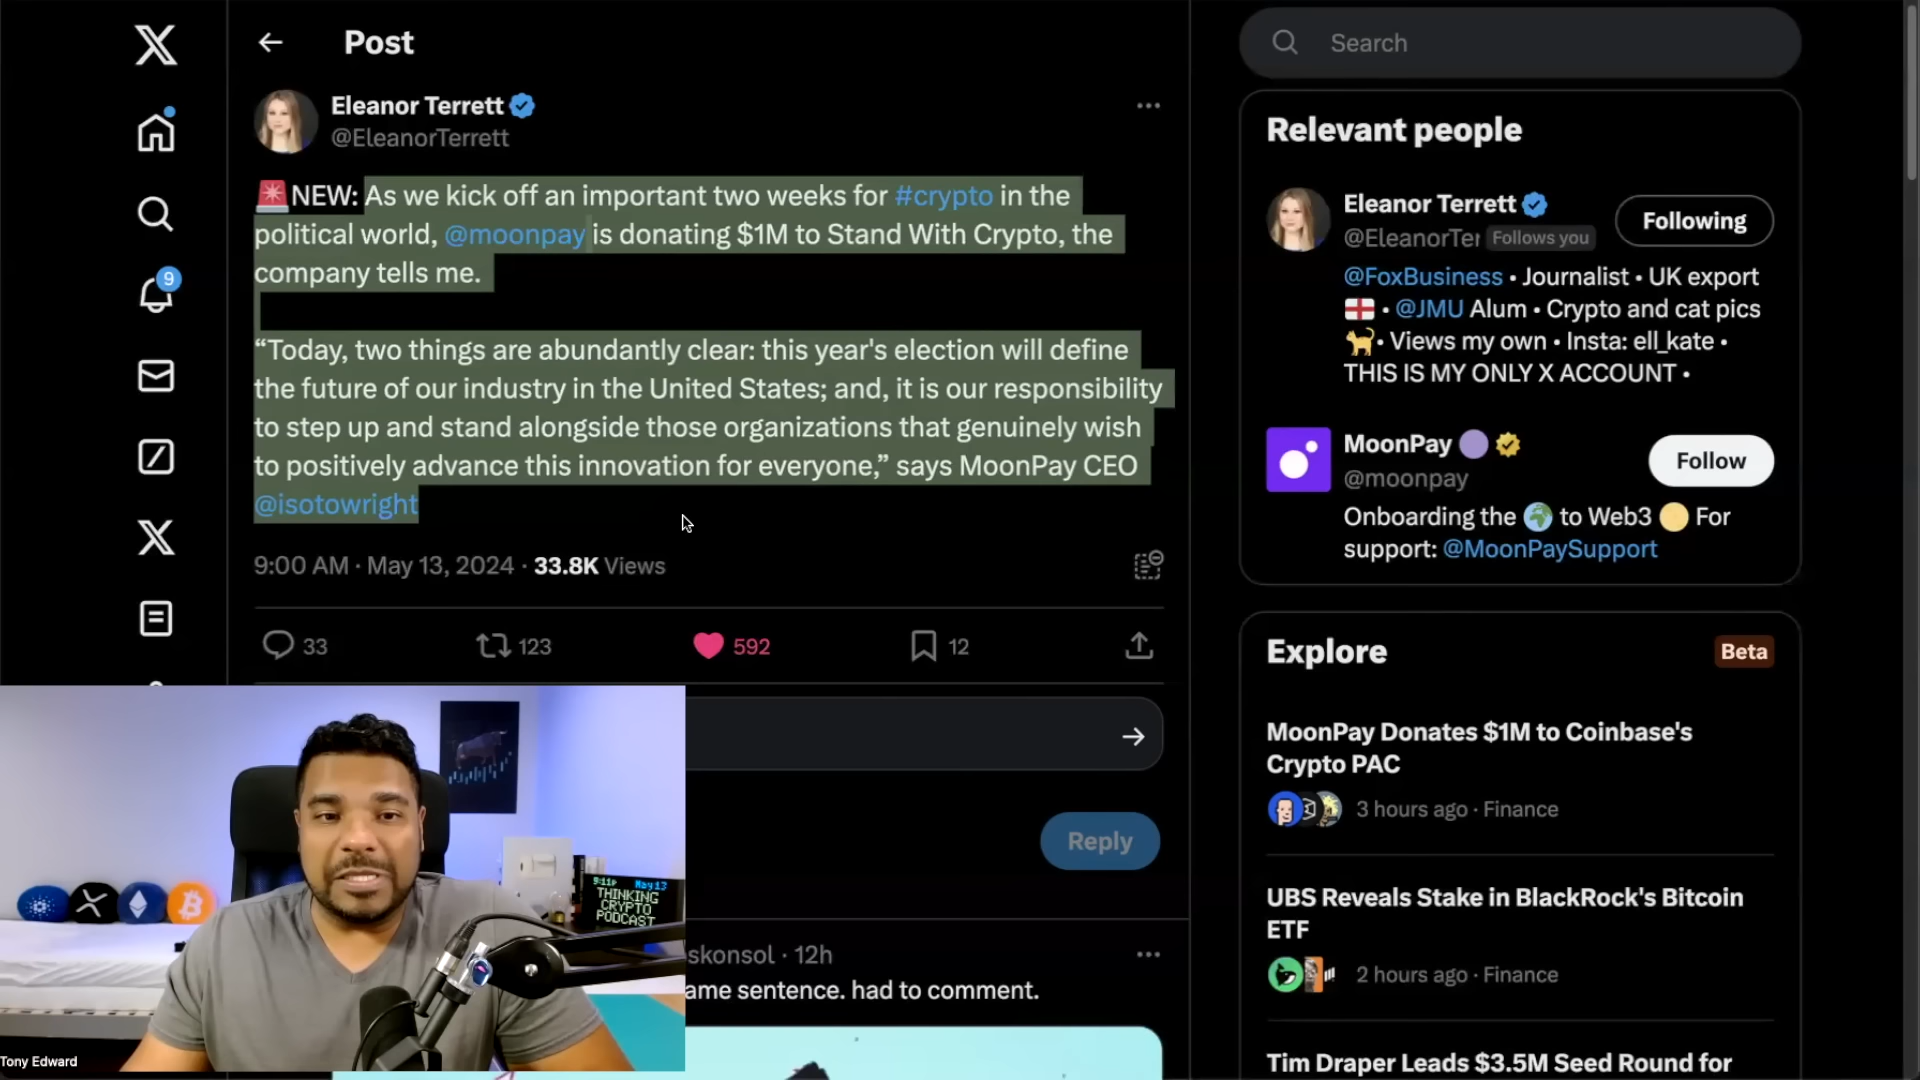 Post
Search
Eleanor Terrett
@EleanorTerrett
NEW: As we kick off an important two weeks for #crypto in the
political world, @moonpay is donating $1M to Stand With Crypto, the
company tells me.
“Today, two things are abundantly clear: this year's election will define
the future of our industry in the United States; and, it is our responsibility
to step up and stand alongside those organizations that genuinely wish
to positively advance this innovation for everyone,” says MoonPay CEO
@isotowright
9:00 AM · May 13, 2024 · 33.8K Views
33 123 592 12
9
Reply
skonsol · 12h
ame sentence. had to comment.
Relevant people
Eleanor Terrett
Following
@EleanorTer Follows you
@FoxBusiness • Journalist • UK export
• @JMU Alum • Crypto and cat pics
• Views my own • Insta: ell_kate •
THIS IS MY ONLY X ACCOUNT •
MoonPay
Follow
@moonpay
Onboarding the to Web3 For
support: @MoonPaySupport
Explore
Beta
MoonPay Donates $1M to Coinbase's
Crypto PAC
3 hours ago · Finance
UBS Reveals Stake in BlackRock's Bitcoin
ETF
2 hours ago · Finance
Tim Draper Leads $3.5M Seed Round for
9:11P May 13
THINKING
CRYPTO
PODCAST
Tony Edward